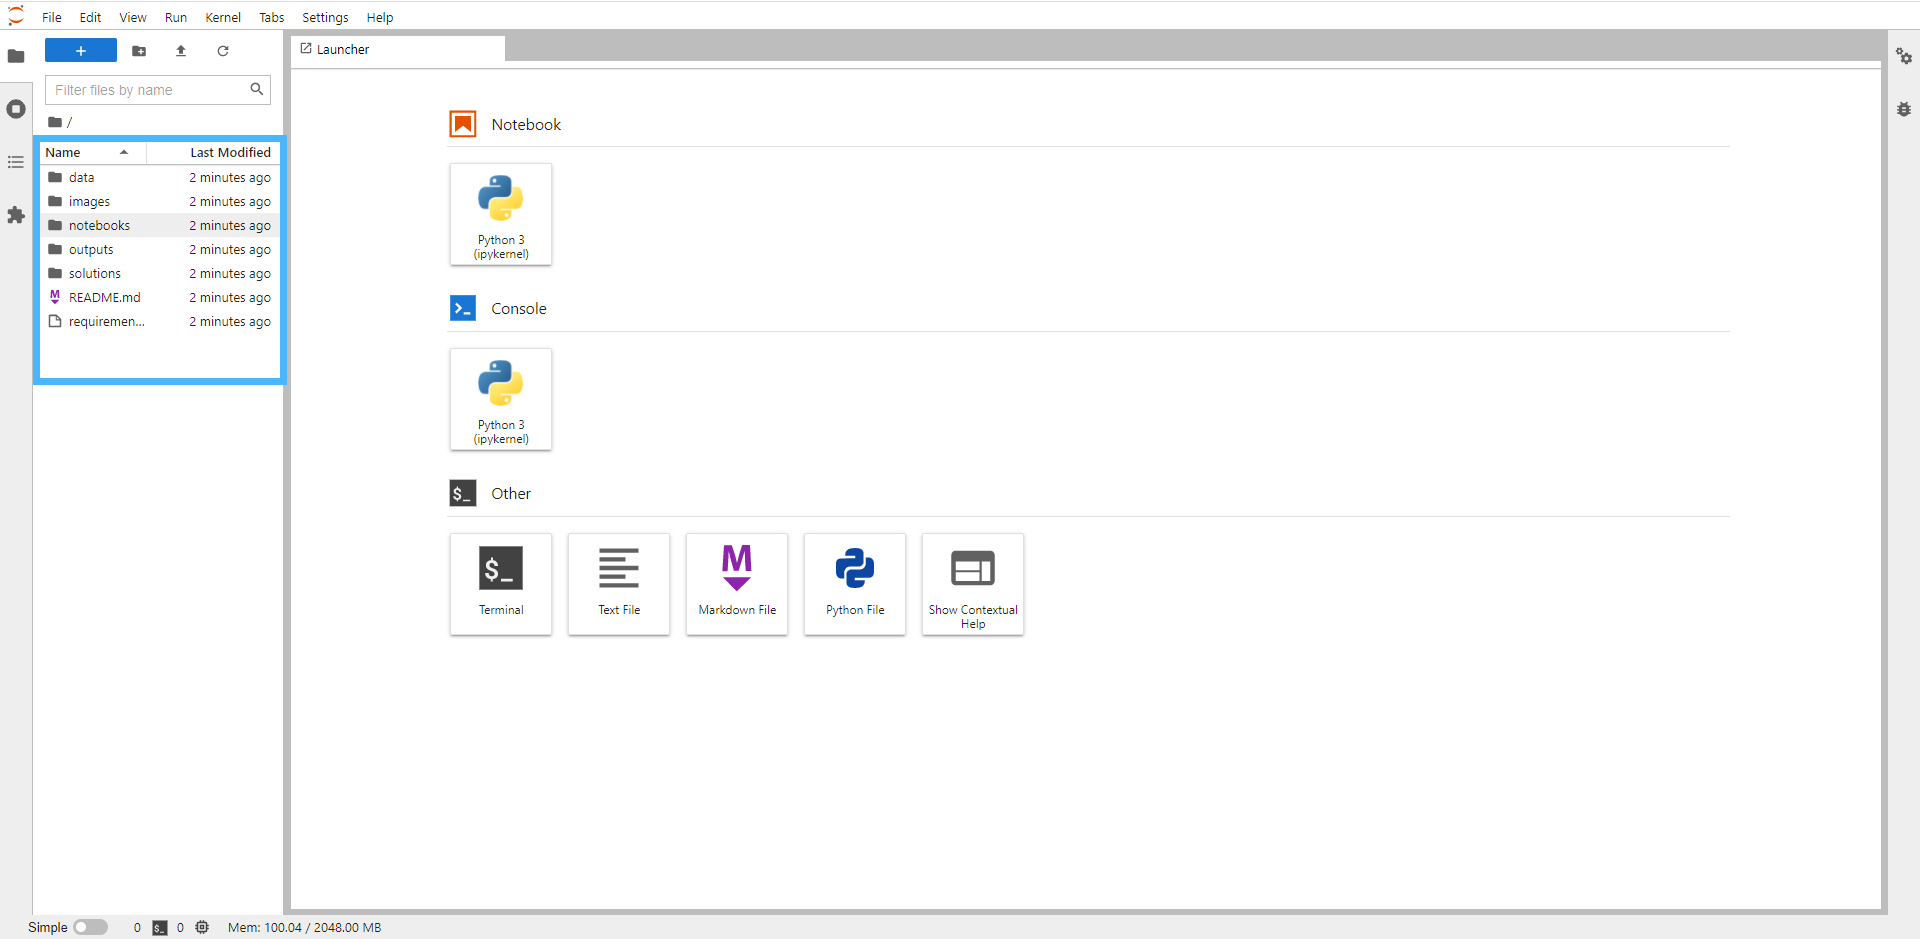 File Edit View Run Kernel Tabs Settings Help
+
Launcher
Filter files by name
/
Name Last Modified
data 2 minutes ago
images 2 minutes ago
notebooks 2 minutes ago
outputs 2 minutes ago
solutions 2 minutes ago
M README.md 2 minutes ago
requiremen... 2 minutes ago
Notebook
Python 3
(ipykernel)
>_ Console
Python 3
(ipykernel)
$_ Other
$_
Terminal
Text File
M
Markdown File
Python File
Show Contextual
Help
Simple 0 $_ 0 Mem: 100.04 / 2048.00 MB